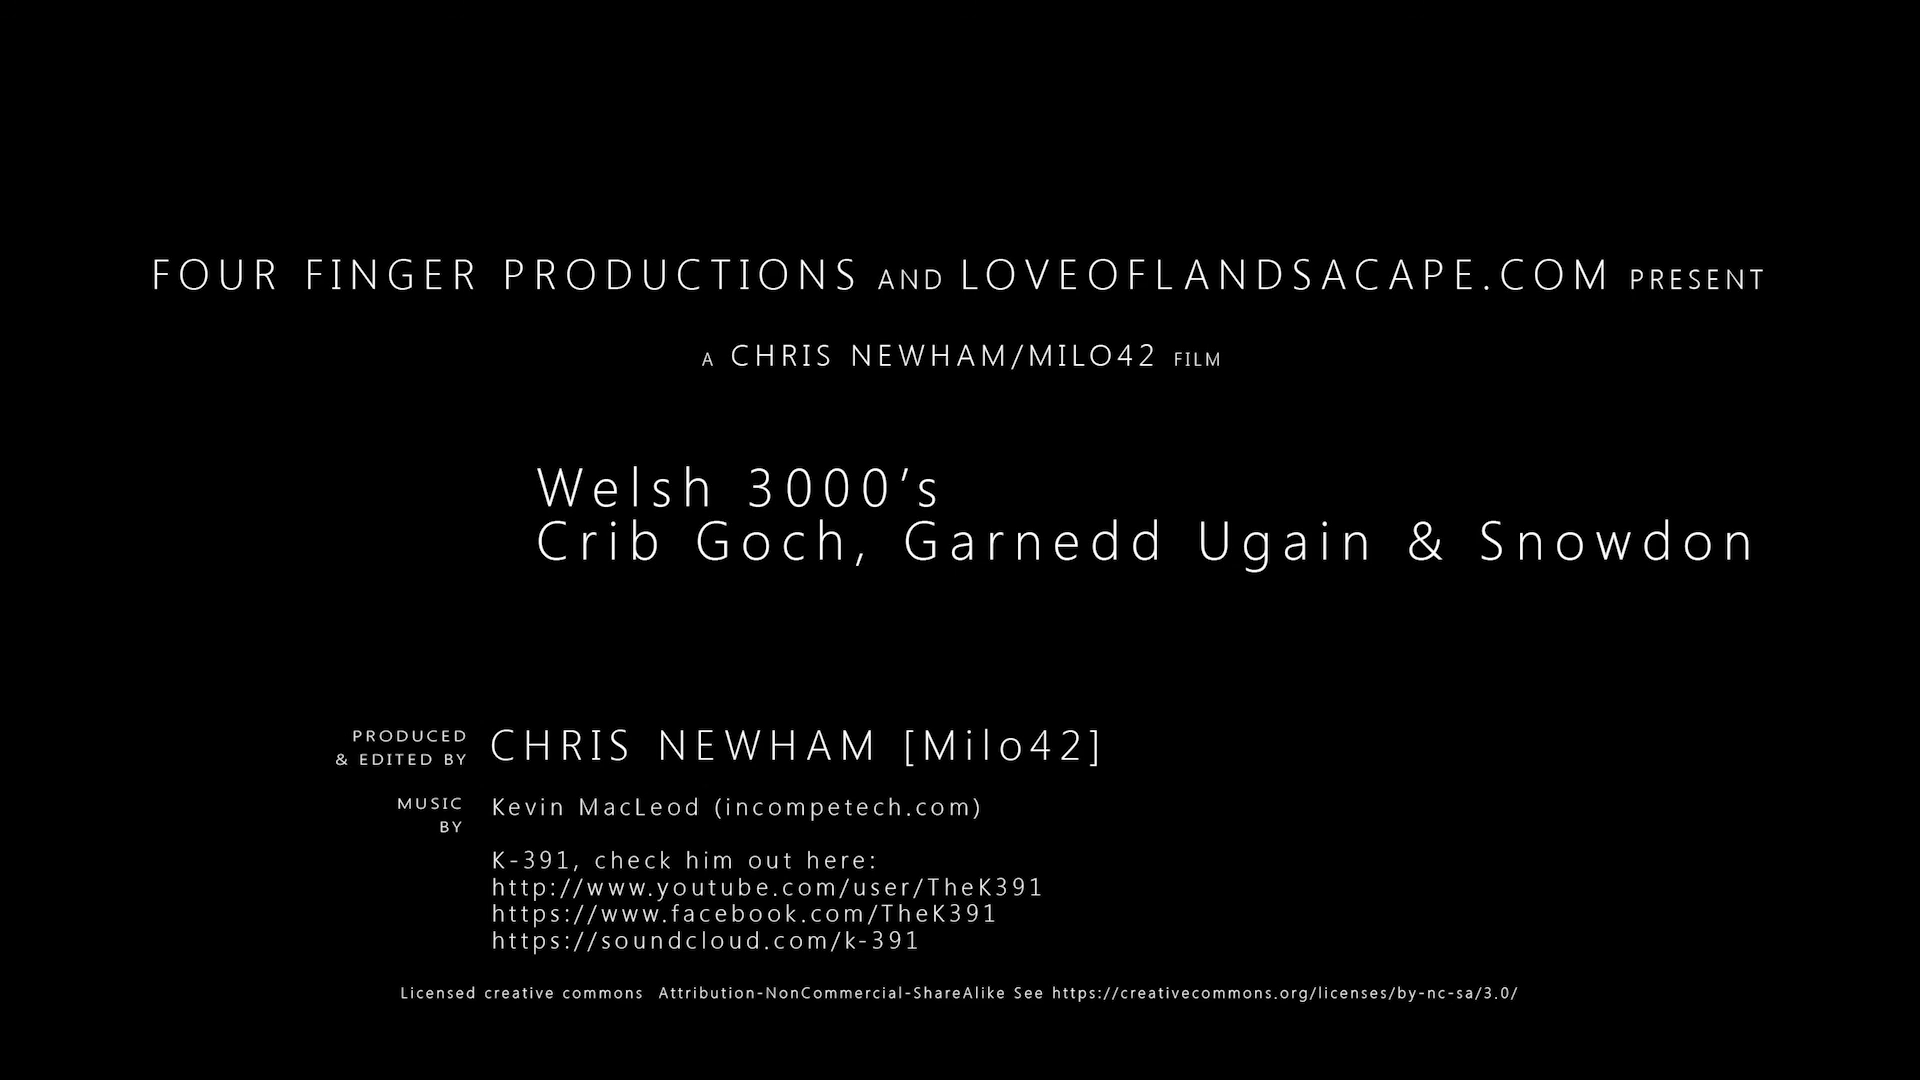 FOUR FINGER PRODUCTIONS AND LOVEOFLANDSACAPE.COM PRESENT
A CHRIS NEWHAM/MILO42 FILM
Welsh 3000’s
Crib Goch, Garnedd Ugain & Snowdon
PRODUCED
& EDITED BY
CHRIS NEWHAM [Milo42]
MUSIC
BY
Kevin MacLeod (incompetech.com)
K-391, check him out here:
http://www.youtube.com/user/TheK391
https://www.facebook.com/TheK391
https://soundcloud.com/k-391
Licensed creative commons  Attribution-NonCommercial-ShareAlike See https://creativecommons.org/licenses/by-nc-sa/3.0/